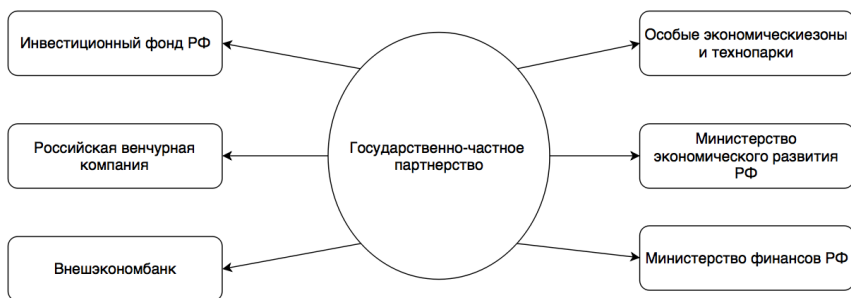 Инвестиционный фонд РФ
Российская венчурная
компания
Внешэкономбанк
Государственно-частное
партнерство
Особые экономическиезоны
и технопарки
Министерство
экономического развития
РФ
Министерство финансов РФ